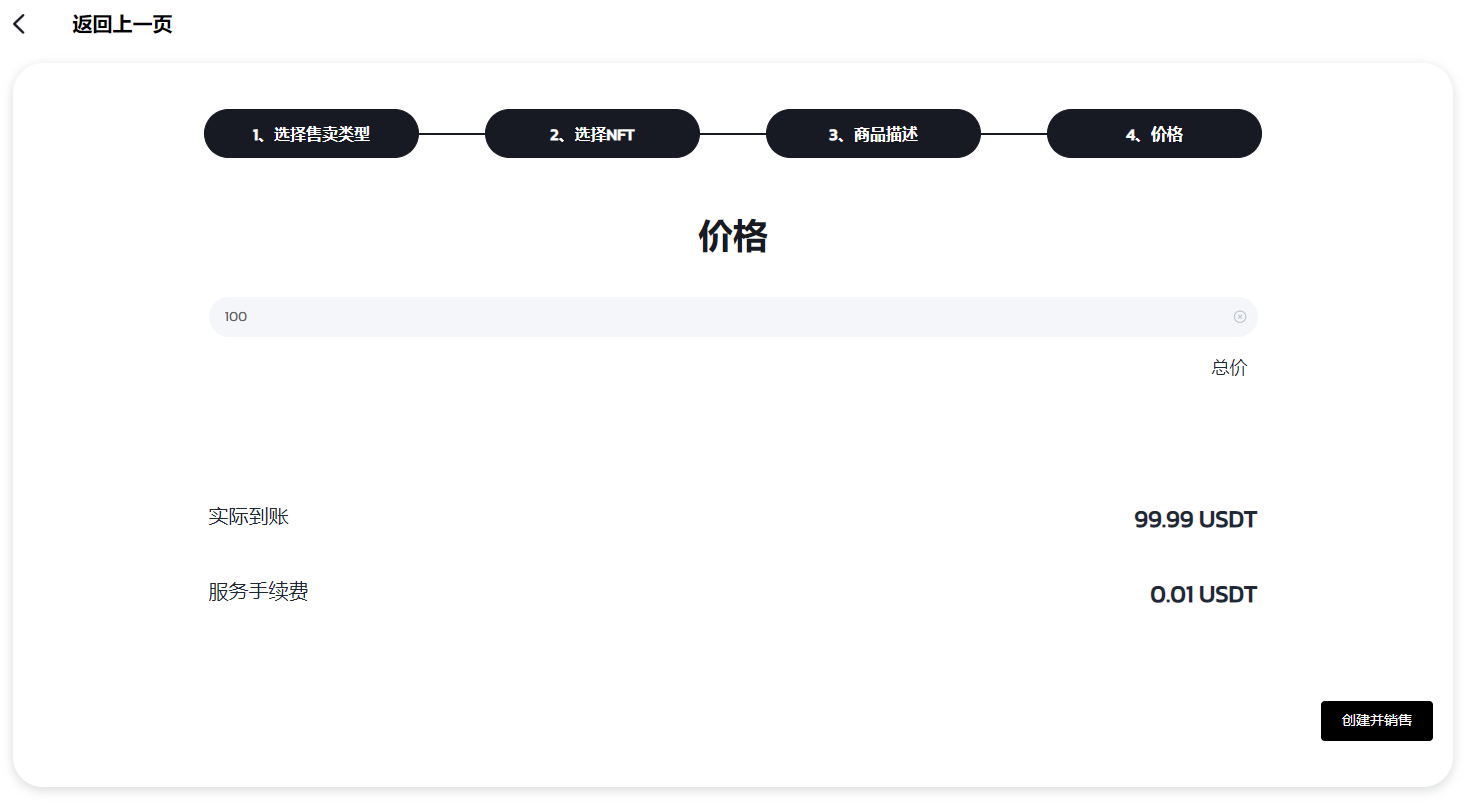 返回上一页
1、选择售卖类型
2、选择NFT
3、商品描述
4、价格
价格
100
总价
实际到账
99.99 USDT
服务手续费
0.01 USDT
创建并销售